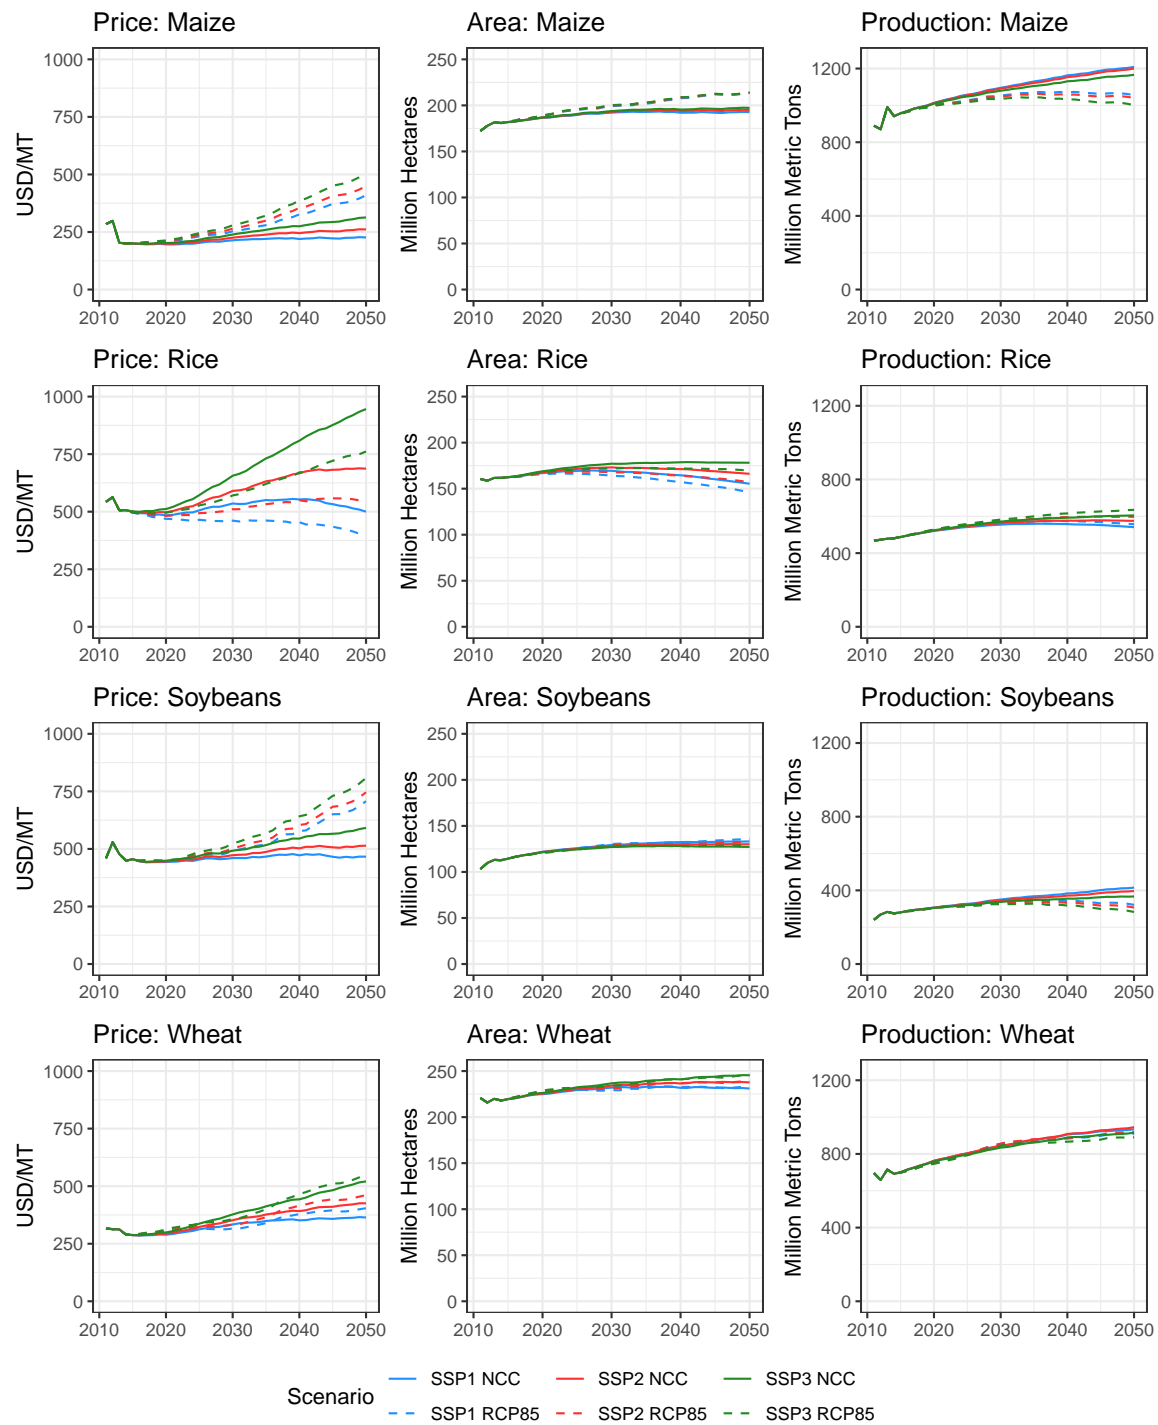 Price: Maize
Area: Maize
Production: Maize
USD/MT
1000
750
500
250
0
2010 2020 2030 2040 2050
Million Hectares
250
200
150
100
50
0
2010 2020 2030 2040 2050
Million Metric Tons
1200
800
400
0
2010 2020 2030 2040 2050
Price: Rice
Area: Rice
Production: Rice
USD/MT
1000
750
500
250
0
2010 2020 2030 2040 2050
Million Hectares
250
200
150
100
50
0
2010 2020 2030 2040 2050
Million Metric Tons
1200
800
400
0
2010 2020 2030 2040 2050
Price: Soybeans
Area: Soybeans
Production: Soybeans
USD/MT
1000
750
500
250
0
2010 2020 2030 2040 2050
Million Hectares
250
200
150
100
50
0
2010 2020 2030 2040 2050
Million Metric Tons
1200
800
400
0
2010 2020 2030 2040 2050
Price: Wheat
Area: Wheat
Production: Wheat
USD/MT
1000
750
500
250
0
2010 2020 2030 2040 2050
Million Hectares
250
200
150
100
50
0
2010 2020 2030 2040 2050
Million Metric Tons
1200
800
400
0
2010 2020 2030 2040 2050
Scenario
SSP1 NCC SSP2 NCC SSP3 NCC
SSP1 RCP85 SSP2 RCP85 SSP3 RCP85